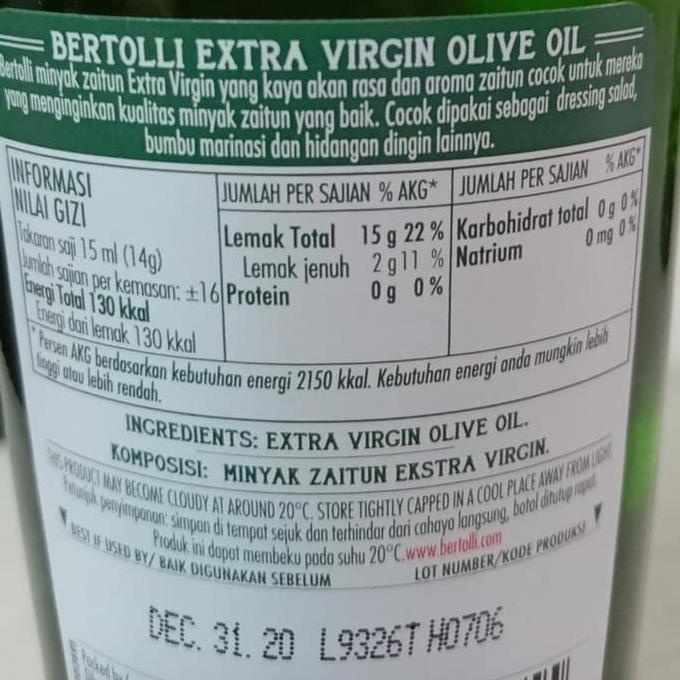 BERTOLLI EXTRA VIRGIN OLIVE OIL
Bertolli minyak zaitun Extra Virgin yang kaya akan rasa dan aroma zaitun cocok untuk mereka
yang menginginkan kualitas minyak zaitun yang baik. Cocok dipakai sebagai dressing salad,
bumbu marinasi dan hidangan dingin lainnya.
INFORMASI
NILAI GIZI
Takaran saji 15 ml (14g)
Jumlah sajian per kemasan: ±16
Energi Total 130 kkal
Energi dari lemak 130 kkal
JUMLAH PER SAJIAN % AKG*
Lemak Total 15 g 22 %
Lemak jenuh 2 g 11 %
Protein 0 g 0 %
JUMLAH PER SAJIAN % AKG*
Karbohidrat total 0 g 0 %
Natrium 0 mg 0 %
* Persen AKG berdasarkan kebutuhan energi 2150 kkal. Kebutuhan energi anda mungkin lebih
tinggi atau lebih rendah.
INGREDIENTS: EXTRA VIRGIN OLIVE OIL.
KOMPOSISI: MINYAK ZAITUN EKSTRA VIRGIN.
THIS PRODUCT MAY BECOME CLOUDY AT AROUND 20°C. STORE TIGHTLY CAPPED IN A COOL PLACE AWAY FROM LIGHT.
Petunjuk penyimpanan: simpan di tempat sejuk dan terhindar dari cahaya langsung, botol ditutup rapat.
Produk ini dapat membeku pada suhu 20°C. www.bertolli.com
BEST IF USED BY/ BAIK DIGUNAKAN SEBELUM
LOT NUMBER/KODE PRODUKSI
DEC. 31. 20 L9326T H0706
Packed by/